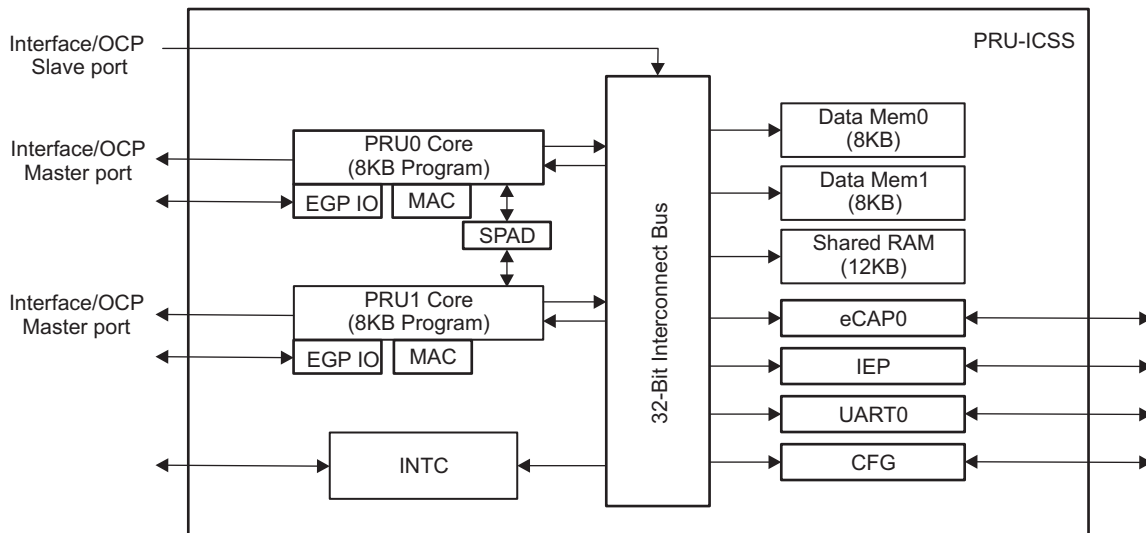 Interface/OCP
Slave port
PRU-ICSS
Interface/OCP
Master port
PRU0 Core
(8KB Program)
EGP IO
MAC
SPAD
Interface/OCP
Master port
PRU1 Core
(8KB Program)
EGP IO
MAC
INTC
32-Bit Interconnect Bus
Data Mem0
(8KB)
Data Mem1
(8KB)
Shared RAM
(12KB)
eCAP0
IEP
UART0
CFG